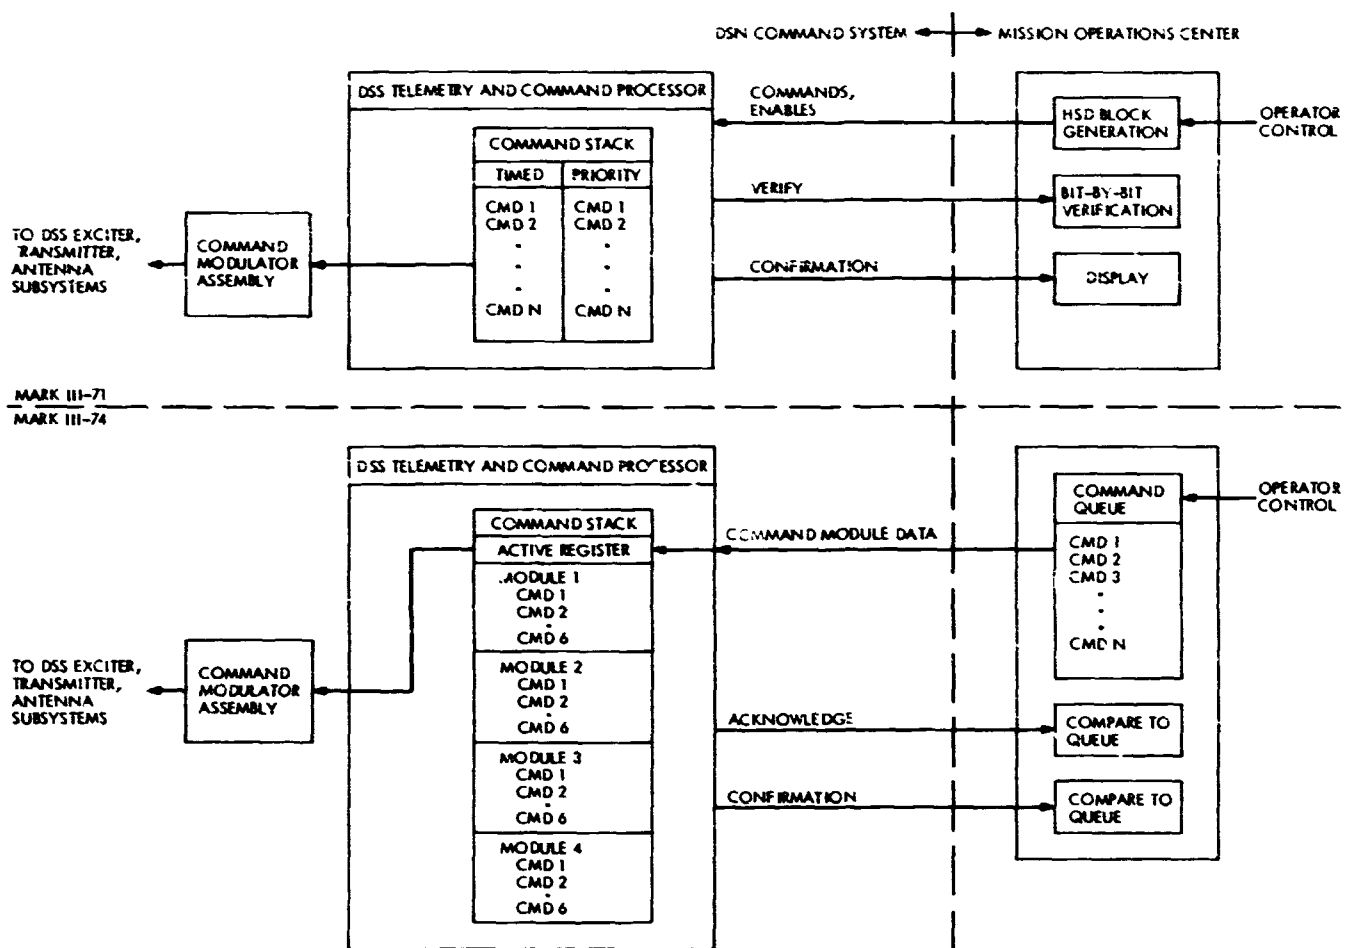 DSN COMMAND SYSTEM
MISSION OPERATIONS CENTER
DSS TELEMETRY AND COMMAND PROCESSOR
COMMAND STACK
TIMED
PRIORITY
CMD 1
CMD 2
.
.
.
CMD N
CMD 1
CMD 2
.
.
.
CMD N
TO DSS EXCITER,
TRANSMITTER,
ANTENNA
SUBSYSTEMS
COMMAND
MODULATOR
ASSEMBLY
COMMANDS,
ENABLES
VERIFY
CONFIRMATION
HSD BLOCK
GENERATION
BIT-BY-BIT
VERIFICATION
DISPLAY
OPERATOR
CONTROL
MARK III-71
MARK III-74
DSS TELEMETRY AND COMMAND PROCESSOR
COMMAND STACK
ACTIVE REGISTER
MODULE 1
CMD 1
CMD 2
.
CMD 6
MODULE 2
CMD 1
CMD 2
.
CMD 6
MODULE 3
CMD 1
CMD 2
.
CMD 6
MODULE 4
CMD 1
CMD 2
.
CMD 6
TO DSS EXCITER,
TRANSMITTER,
ANTENNA
SUBSYSTEMS
COMMAND
MODULATOR
ASSEMBLY
COMMAND MODULE DATA
ACKNOWLEDGE
CONFIRMATION
COMMAND
QUEUE
CMD 1
CMD 2
CMD 3
.
.
.
CMD N
COMPARE TO
QUEUE
COMPARE TO
QUEUE
OPERATOR
CONTROL